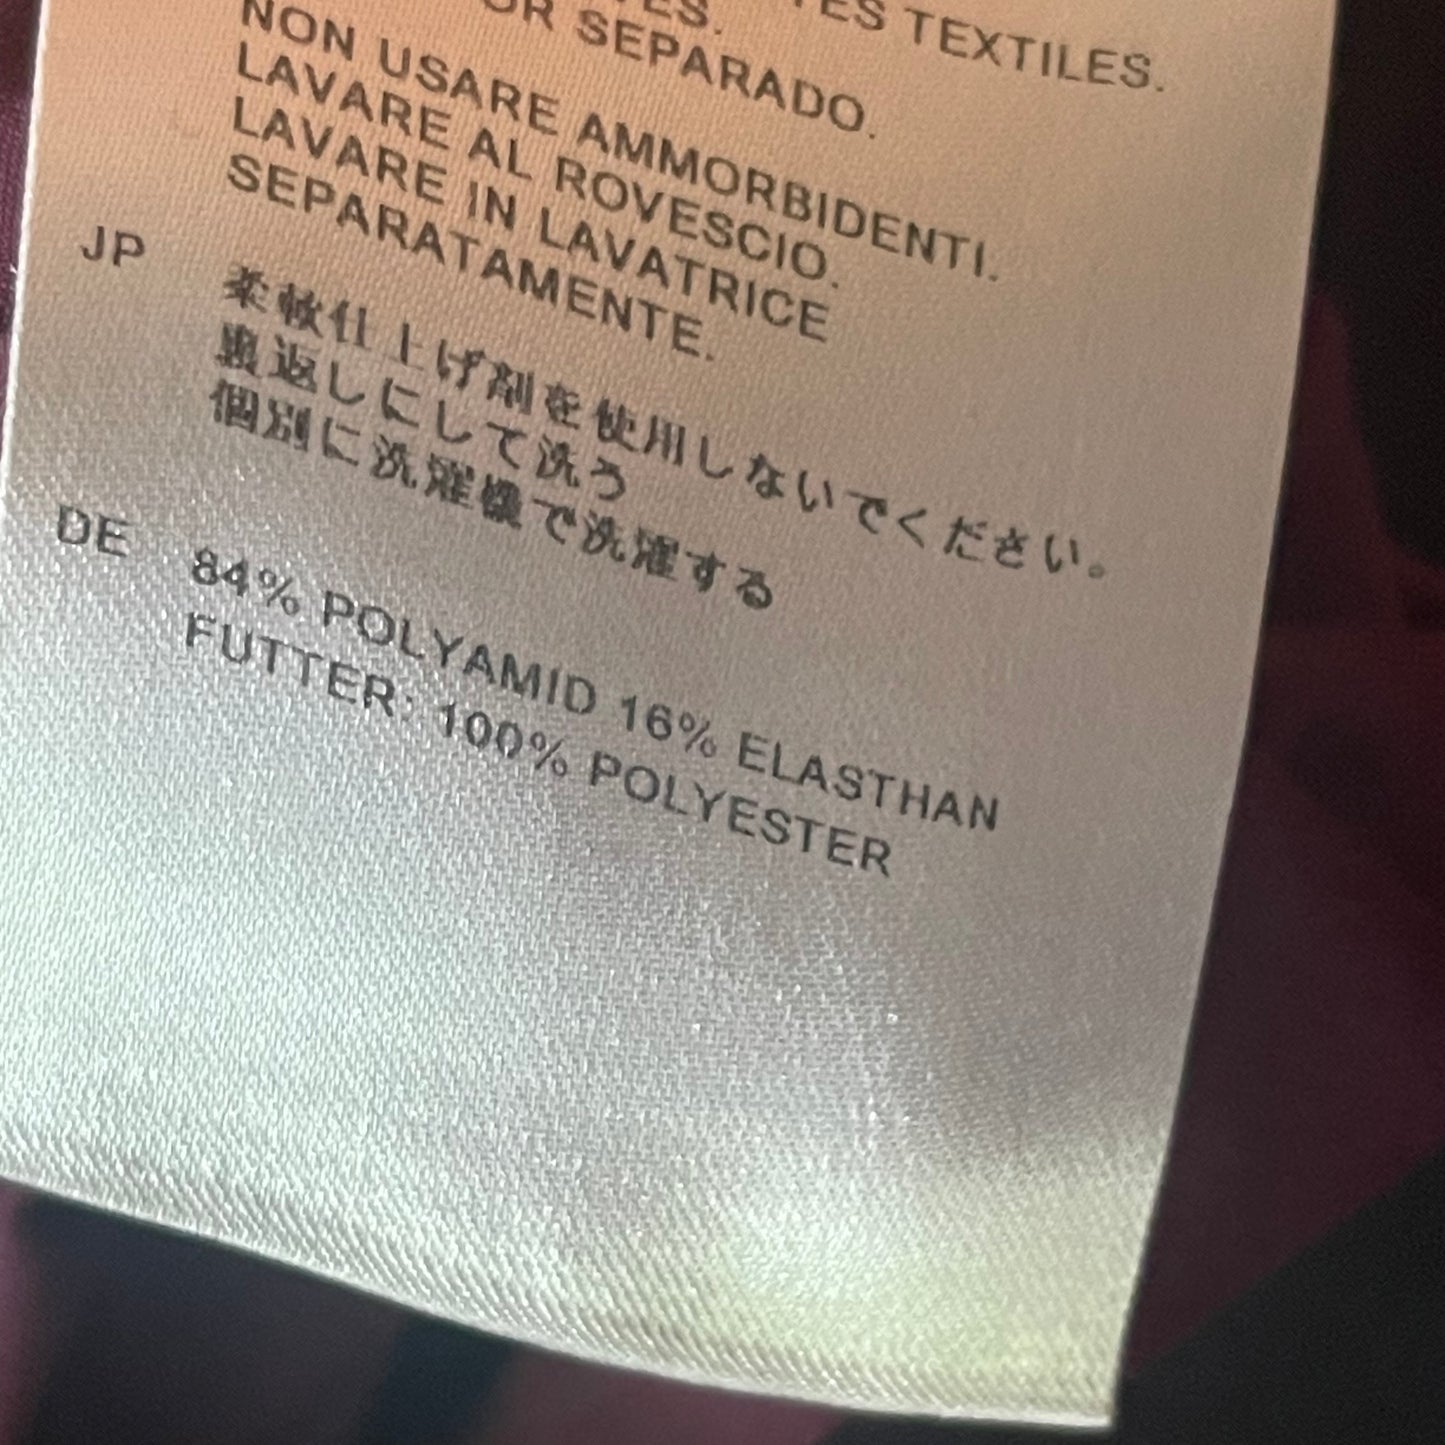 TEXTILES.
SEPARADO.
NON USARE AMMORBIDENTI.
LAVARE AL ROVESCIO.
LAVARE IN LAVATRICE
SEPARATAMENTE.
JP 柔軟仕上げ剤を使用しないでください。
裏返しにして洗う
個別に洗濯機で洗濯する
DE 84% POLYAMID 16% ELASTHAN
FUTTER: 100% POLYESTER